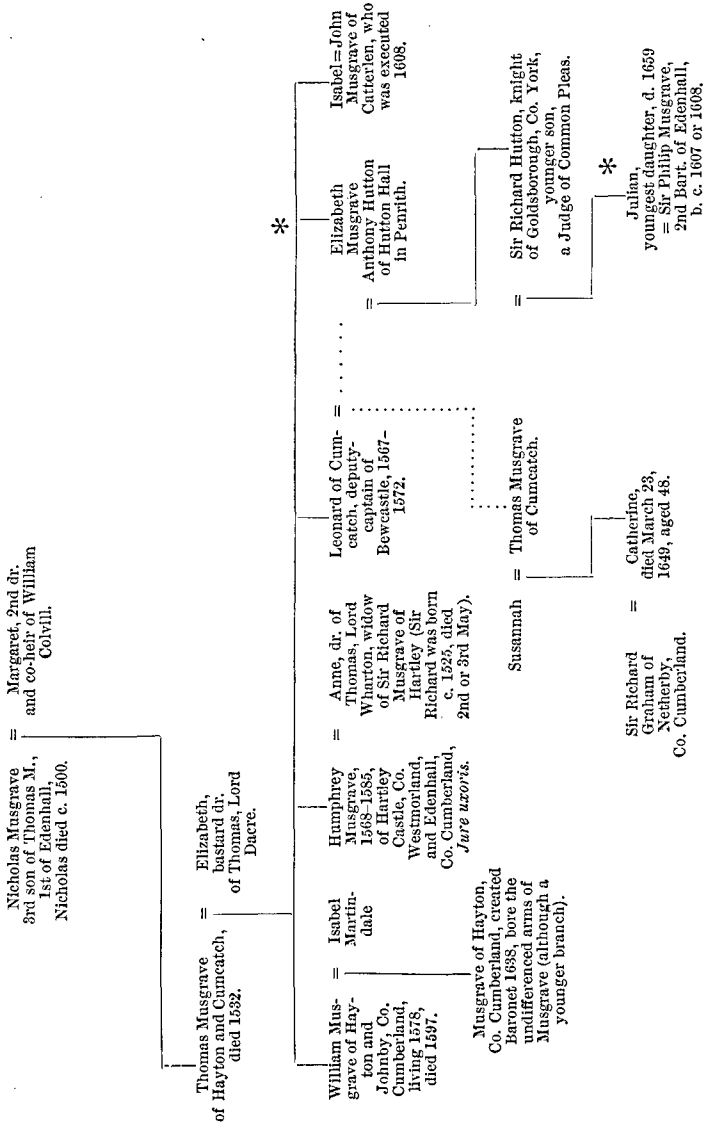 Nicholas Musgrave
3rd son of Thomas M.,
1st of Edenhall,
Nicholas died c. 1500.
=
Margaret, 2nd dr.
and co-heir of William
Colvill.
Thomas Musgrave
of Hayton and Cumcatch,
died 1532.
=
Elizabeth,
bastard dr.
of Thomas, Lord
Dacre.
*
William Mus-
grave of Hay-
ton and
Johnby, Co.
Cumberland,
living 1578,
died 1597.
=
Isabel
Martin-
dale
Humphrey
Musgrave,
1568-1585,
of Hartley
Castle, Co.
Westmorland,
and Edenhall,
Co. Cumberland,
Jure uxoris.
=
Anne, dr. of
Thomas, Lord
Wharton, widow
of Sir Richard
Musgrave of
Hartley (Sir
Richard was born
c. 1525, died
2nd or 3rd May).
Leonard of Cum-
catch, deputy-
captain of
Bewcastle, 1567-
1572.
= . . . . . .
Elizabeth
Musgrave
=
Anthony Hutton
of Hutton Hall
in Penrith.
Isabel=John
Musgrave of
Catterlen, who
was executed
1608.
Musgrave of Hayton,
Co. Cumberland, created
Baronet 1638, bore the
undifferenced arms of
Musgrave (although a
younger branch).
Susannah
=
Thomas Musgrave
of Cumcatch.
=
Sir Richard Hutton, knight
of Goldsborough, Co. York,
younger son,
a Judge of Common Pleas.
Sir Richard
Graham of
Netherby,
Co. Cumberland.
=
Catherine,
died March 23,
1649, aged 48.
*
Julian,
youngest daughter, d. 1659
= Sir Philip Musgrave,
2nd Bart. of Edenhall,
b. c. 1607 or 1608.